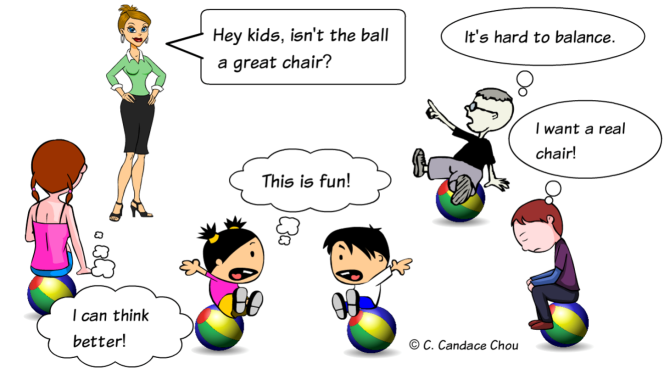 Hey kids, isn't the ball
a great chair?
It's hard to balance.
I want a real
chair!
This is fun!
I can think
better!
© C. Candace Chou